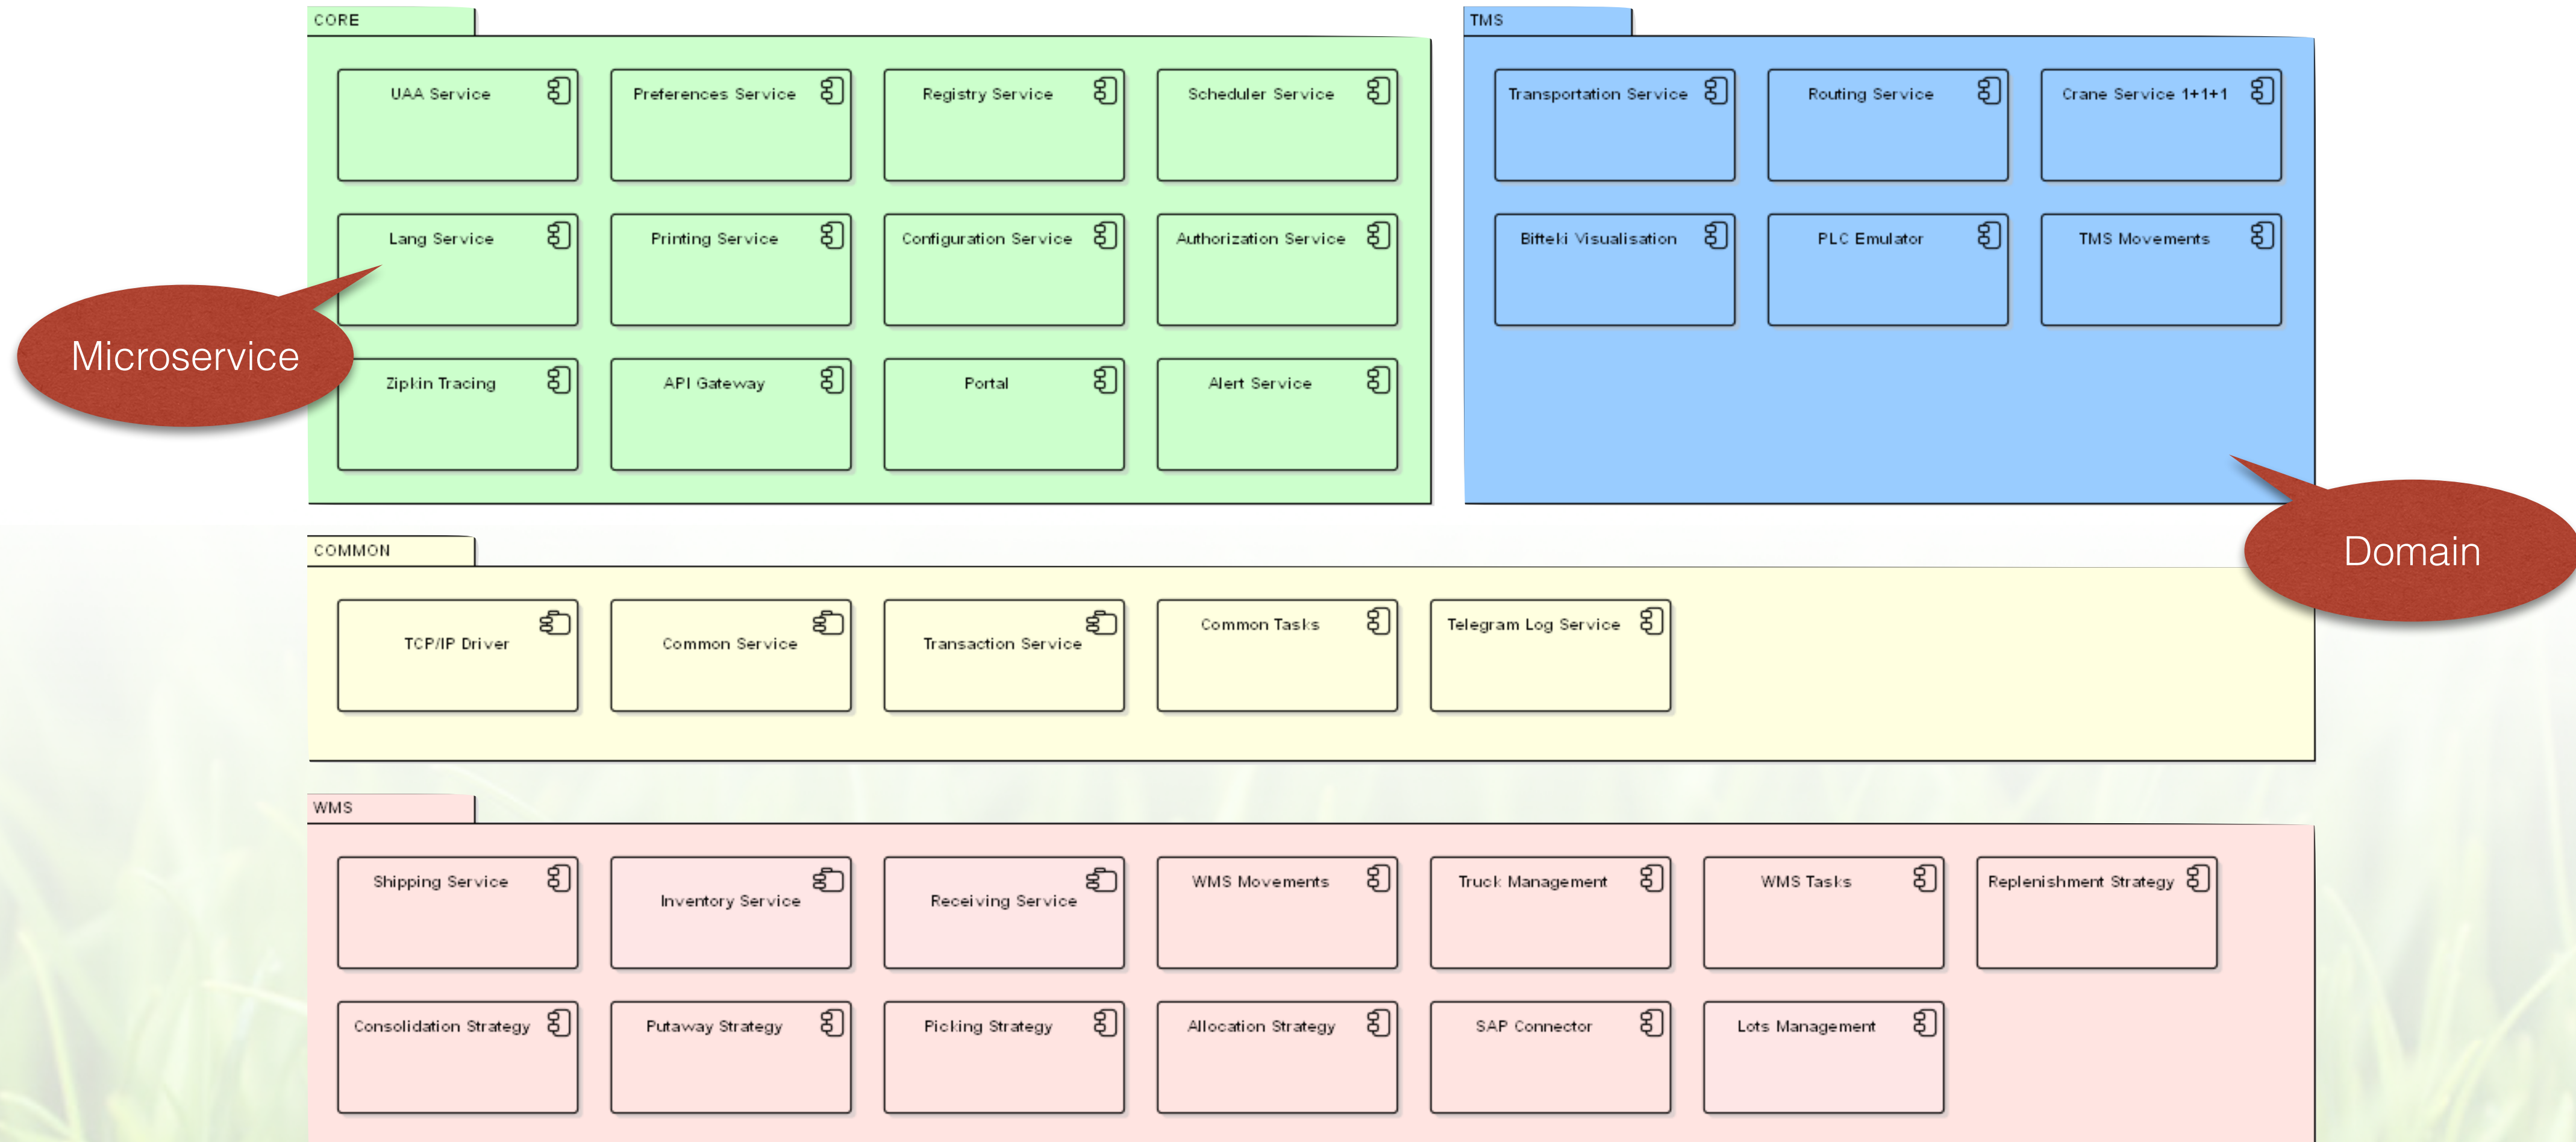 CORE
UAA Service
Preferences Service
Registry Service
Scheduler Service
Lang Service
Printing Service
Configuration Service
Authorization Service
Zipkin Tracing
API Gateway
Portal
Alert Service
Microservice
TMS
Transportation Service
Routing Service
Crane Service 1+1+1
Bifteki Visualisation
PLC Emulator
TMS Movements
Domain
COMMON
TCP/IP Driver
Common Service
Transaction Service
Common Tasks
Telegram Log Service
WMS
Shipping Service
Inventory Service
Receiving Service
WMS Movements
Truck Management
WMS Tasks
Replenishment Strategy
Consolidation Strategy
Putaway Strategy
Picking Strategy
Allocation Strategy
SAP Connector
Lots Management